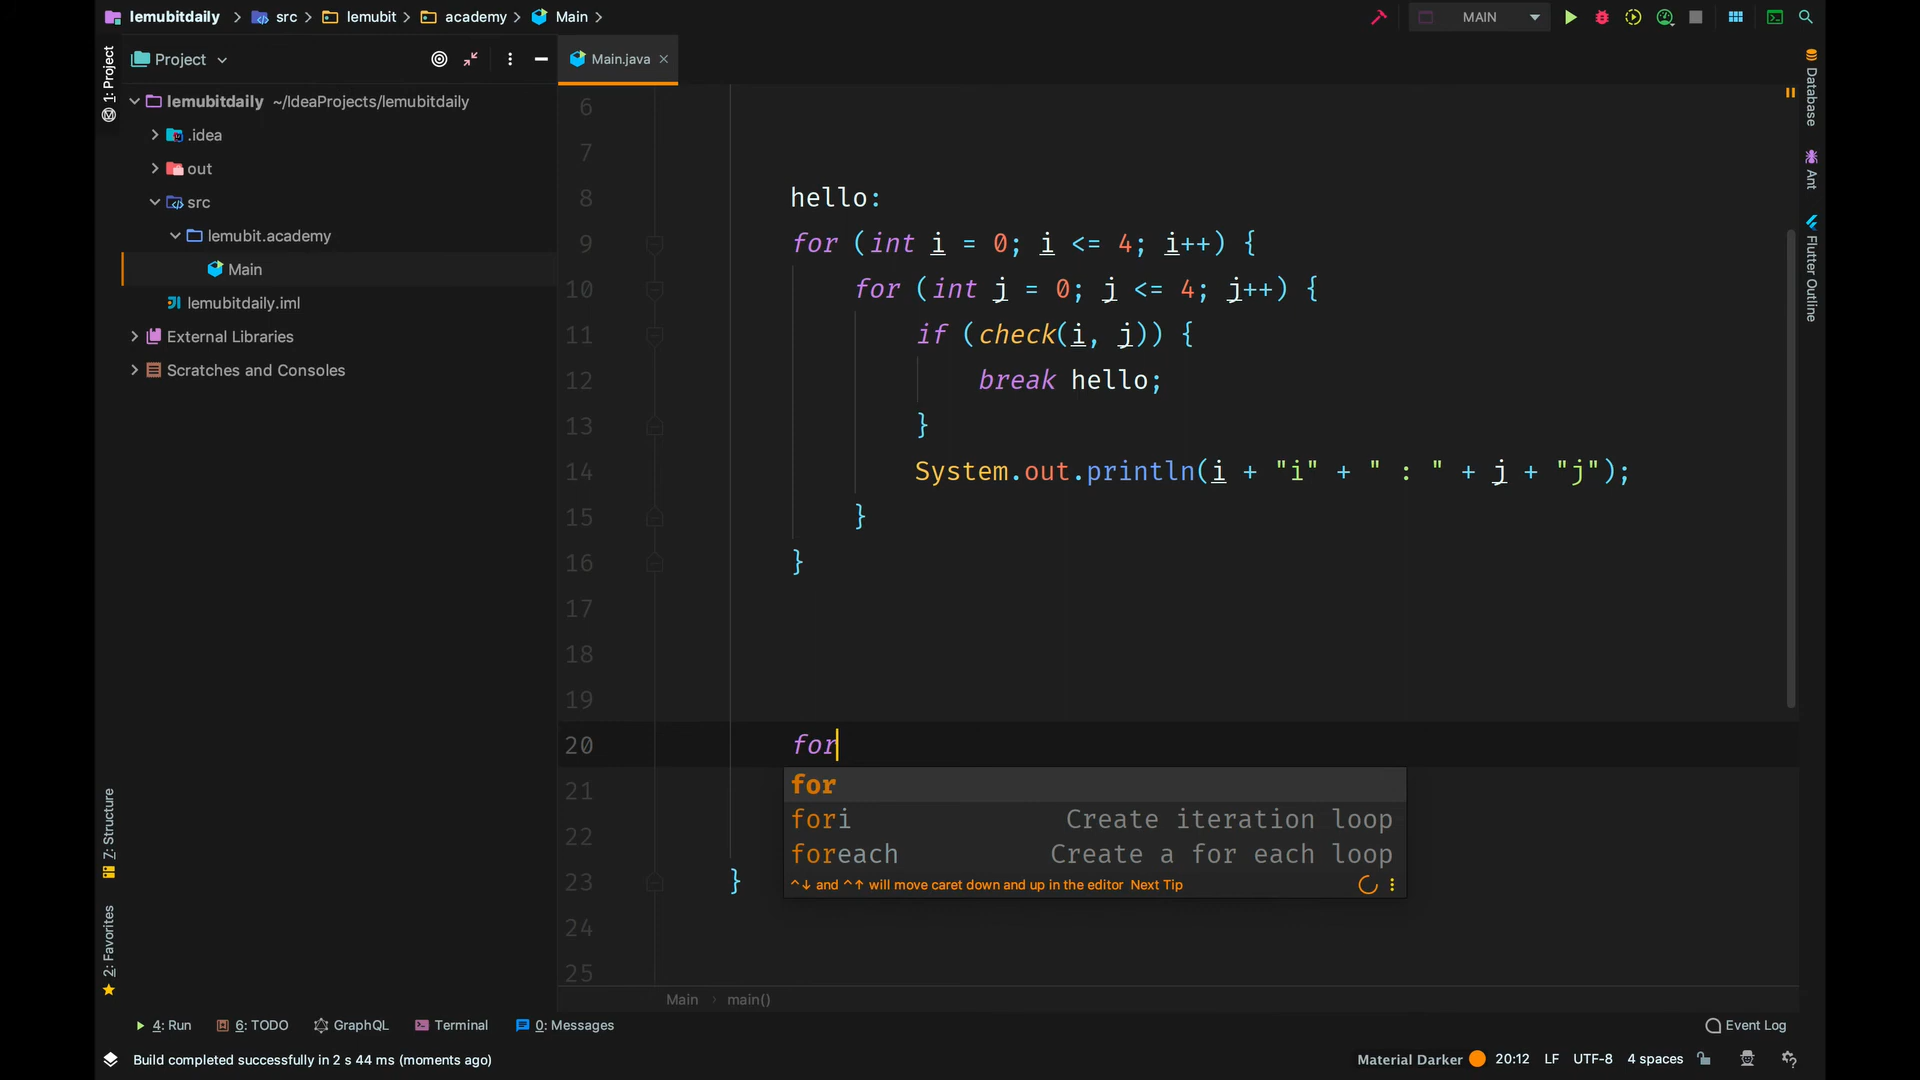 lemubitdaily > src > lemubit > academy > Main >
MAIN
1: Project
Project
Main.java
lemubitdaily ~/IdeaProjects/lemubitdaily
.idea
out
src
lemubit.academy
Main
lemubitdaily.iml
External Libraries
Scratches and Consoles
6
7
8 hello:
9 for (int i = 0; i <= 4; i++) {
10 for (int j = 0; j <= 4; j++) {
11 if (check(i, j)) {
12 break hello;
13 }
14 System.out.println(i + "i" + " : " + j + "j");
15 }
16 }
17
18
19
20 for
for
21
fori Create iteration loop
22
foreach Create a for each loop
23 }
^↓ and ^↑ will move caret down and up in the editor Next Tip
24
25
Main > main()
Database
Ant
Flutter Outline
7: Structure
2: Favorites
4: Run
6: TODO
GraphQL
Terminal
0: Messages
Event Log
Build completed successfully in 2 s 44 ms (moments ago)
Material Darker 20:12 LF UTF-8 4 spaces